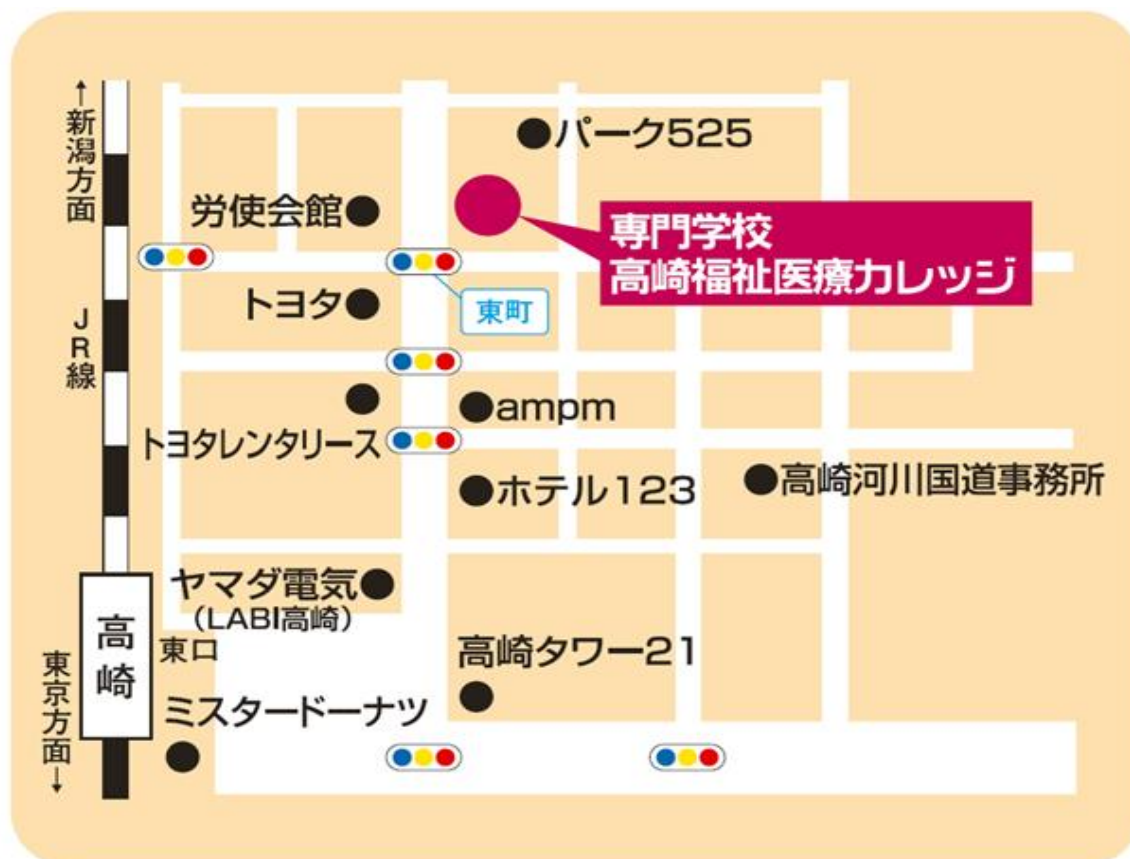 ↑新潟方面
パーク525
労使会館
専門学校
高崎福祉医療カレッジ
トヨタ
東町
JR線
ampm
トヨタレンタリース
ホテル123
高崎河川国道事務所
ヤマダ電気
(LABI高崎)
高崎
東口
高崎タワー21
東京方面↓
ミスタードーナツ